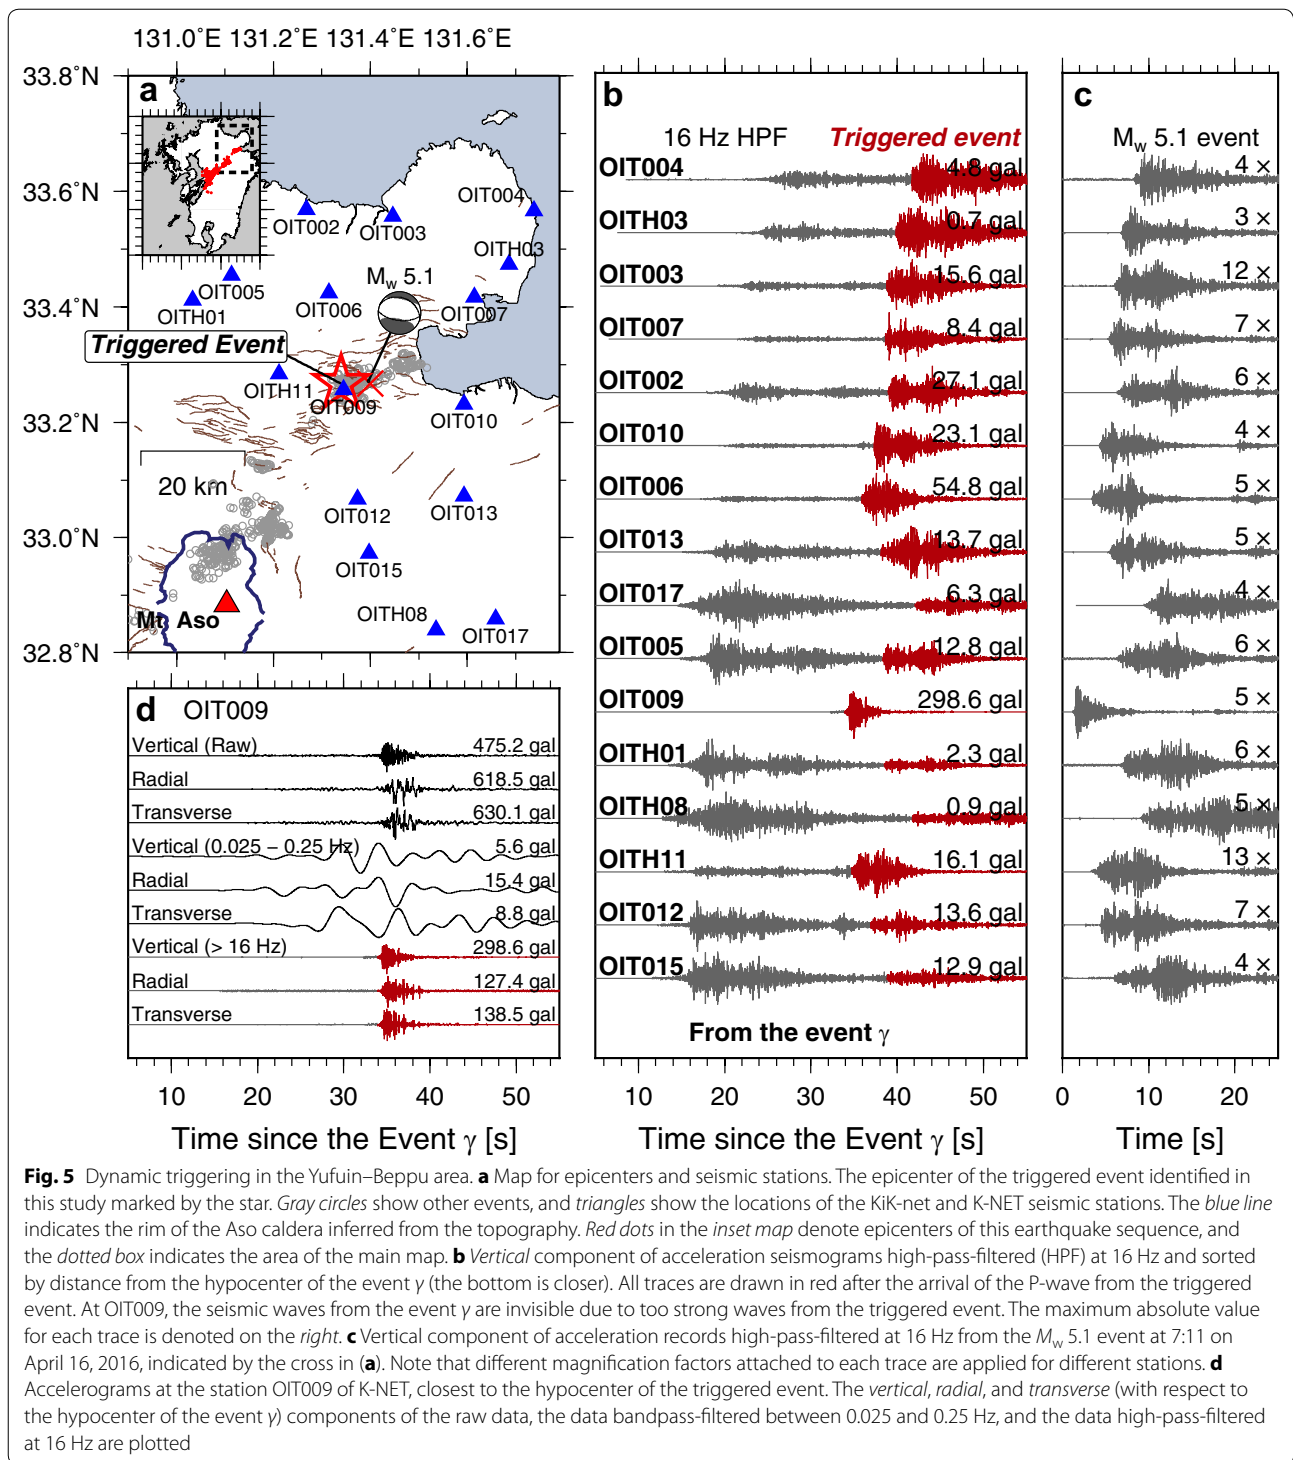 131.0˚E 131.2˚E 131.4˚E 131.6˚E
33.8˚N
33.6˚N
33.4˚N
33.2˚N
33.0˚N
32.8˚N
a
OIT004
OIT002
OIT003
OITH03
OIT005
Mw 5.1
OITH01
OIT006
OIT007
Triggered Event
OITH11
OIT009
OIT010
20 km
OIT012
OIT013
OIT015
OITH08
OIT017
Mt. Aso
b
16 Hz HPF Triggered event
OIT004 4.8 gal
OITH03 0.7 gal
OIT003 15.6 gal
OIT007 8.4 gal
OIT002 27.1 gal
OIT010 23.1 gal
OIT006 54.8 gal
OIT013 13.7 gal
OIT017 6.3 gal
OIT005 12.8 gal
OIT009 298.6 gal
OITH01 2.3 gal
OITH08 0.9 gal
OITH11 16.1 gal
OIT012 13.6 gal
OIT015 12.9 gal
From the event γ
10 20 30 40 50
Time since the Event γ [s]
c
Mw 5.1 event
4 ×
3 ×
12 ×
7 ×
6 ×
4 ×
5 ×
5 ×
4 ×
6 ×
5 ×
6 ×
5 ×
13 ×
7 ×
4 ×
0 10 20
Time [s]
d OIT009
Vertical (Raw) 475.2 gal
Radial 618.5 gal
Transverse 630.1 gal
Vertical (0.025 − 0.25 Hz) 5.6 gal
Radial 15.4 gal
Transverse 8.8 gal
Vertical (> 16 Hz) 298.6 gal
Radial 127.4 gal
Transverse 138.5 gal
10 20 30 40 50
Time since the Event γ [s]
Fig. 5 Dynamic triggering in the Yufuin–Beppu area. a Map for epicenters and seismic stations. The epicenter of the triggered event identified in
this study marked by the star. Gray circles show other events, and triangles show the locations of the KiK-net and K-NET seismic stations. The blue line
indicates the rim of the Aso caldera inferred from the topography. Red dots in the inset map denote epicenters of this earthquake sequence, and
the dotted box indicates the area of the main map. b Vertical component of acceleration seismograms high-pass-filtered (HPF) at 16 Hz and sorted
by distance from the hypocenter of the event γ (the bottom is closer). All traces are drawn in red after the arrival of the P-wave from the triggered
event. At OIT009, the seismic waves from the event γ are invisible due to too strong waves from the triggered event. The maximum absolute value
for each trace is denoted on the right. c Vertical component of acceleration records high-pass-filtered at 16 Hz from the Mw 5.1 event at 7:11 on
April 16, 2016, indicated by the cross in (a). Note that different magnification factors attached to each trace are applied for different stations. d
Accelerograms at the station OIT009 of K-NET, closest to the hypocenter of the triggered event. The vertical, radial, and transverse (with respect to
the hypocenter of the event γ) components of the raw data, the data bandpass-filtered between 0.025 and 0.25 Hz, and the data high-pass-filtered
at 16 Hz are plotted